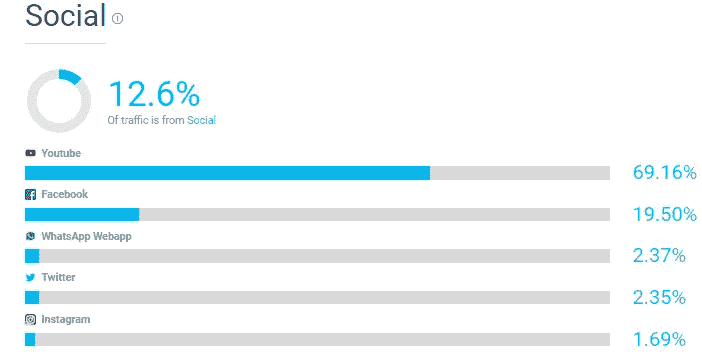 Social
12.6%
Of traffic is from Social
Youtube
69.16%
Facebook
19.50%
WhatsApp Webapp
2.37%
Twitter
2.35%
Instagram
1.69%